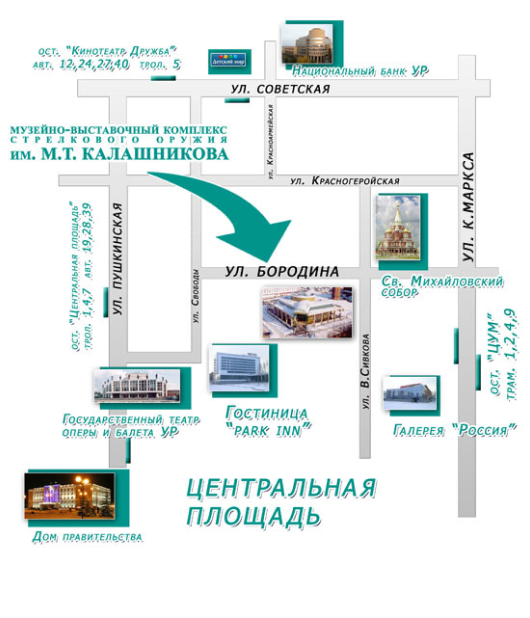 ост. "Кинотеатр Дружба"
авт. 12,24,27,40 трол. 5
Детский мир
Национальный банк УР
ул. Советская
МУЗЕЙНО-ВЫСТАВОЧНЫЙ КОМПЛЕКС
СТРЕЛКОВОГО ОРУЖИЯ
ИМ. М.Т. КАЛАШНИКОВА
ул. Красноармейская
ул. Красногеройская
ул. К.Маркса
ул. Пушкинская
ост. "Центральная площадь"
трол. 1,4,7 авт. 19,28,39
ул. Свободы
ул. Бородина
Св. Михайловский
собор
ост. "ЦУМ"
трам. 1,2,4,9
ул. В.Сивкова
Государственный театр
оперы и балета УР
Гостиница
"PARK INN"
Галерея "Россия"
ЦЕНТРАЛЬНАЯ
ПЛОЩАДЬ
Дом правительства